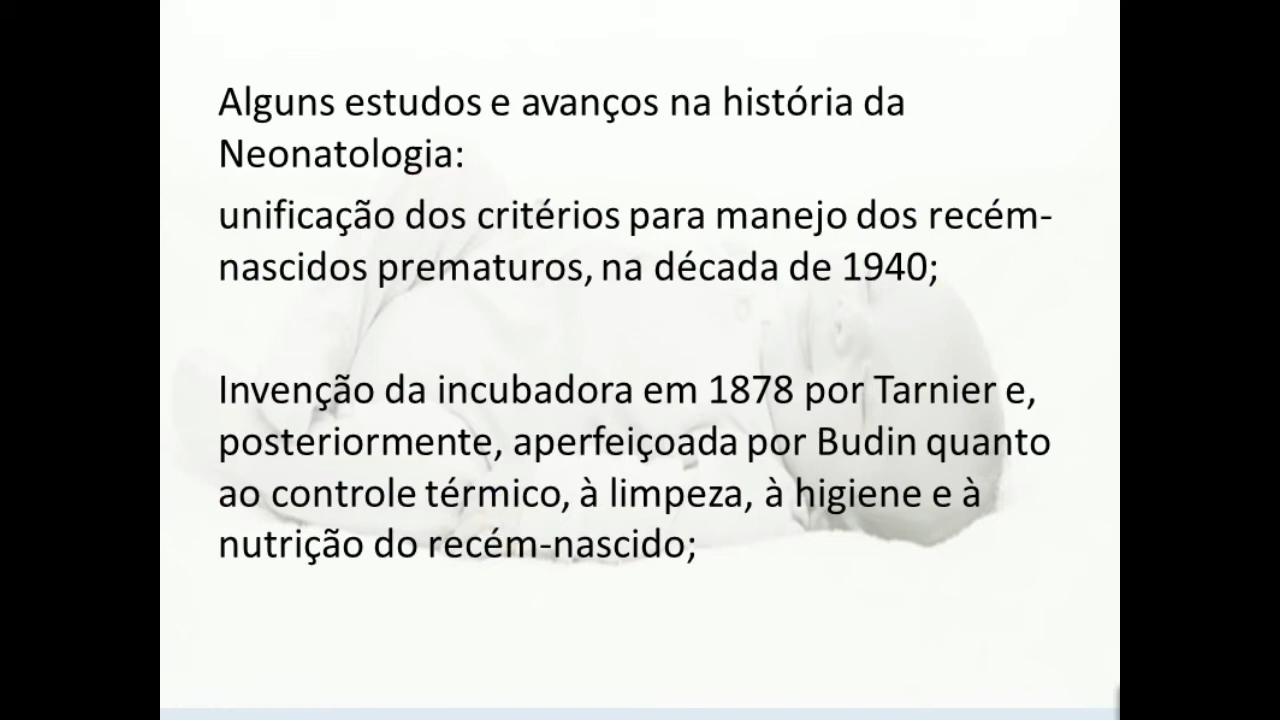 Alguns estudos e avanços na história da
Neonatologia:
unificação dos critérios para manejo dos recém-
nascidos prematuros, na década de 1940;
Invenção da incubadora em 1878 por Tarnier e,
posteriormente, aperfeiçoada por Budin quanto
ao controle térmico, à limpeza, à higiene e à
nutrição do recém-nascido;